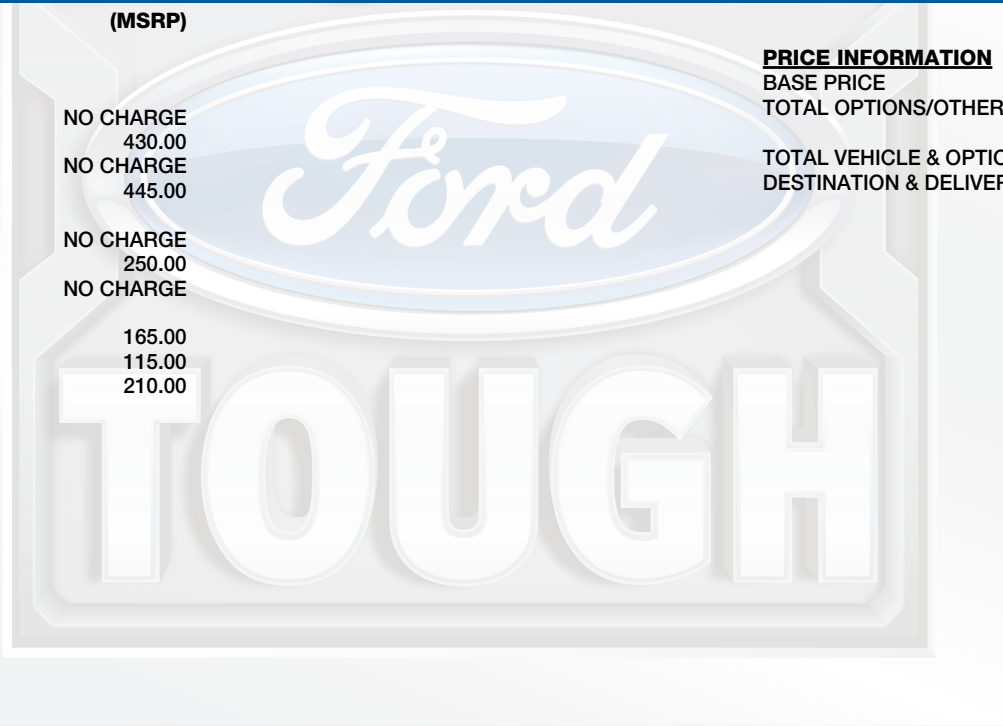 (MSRP)
NO CHARGE
430.00
NO CHARGE
445.00
NO CHARGE
250.00
NO CHARGE
165.00
115.00
210.00
PRICE INFORMATION
BASE PRICE
TOTAL OPTIONS/OTHER
TOTAL VEHICLE & OPTIO
DESTINATION & DELIVER
Ford
TOUGH